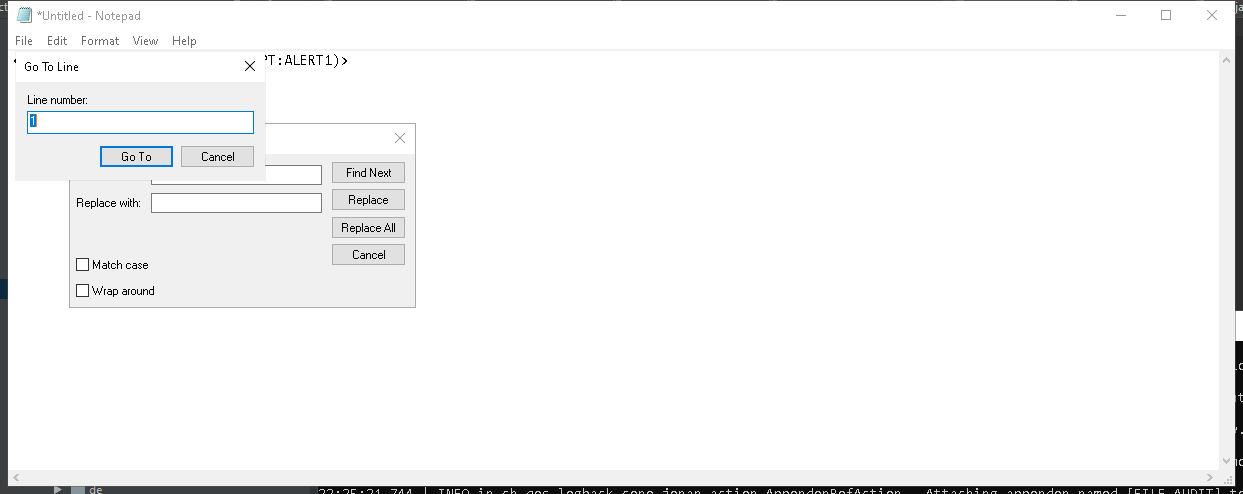 *Untitled - Notepad
File Edit Format View Help
PT:ALERT1)>
Go To Line
Line number:
1
Go To Cancel
Find Next
Replace with:
Replace
Replace All
Cancel
Match case
Wrap around
de
22:25:21.744 | INFO in ch.qos.logback.core.joran.action.AppenderRefAction - Attaching appender named [FILE_AUDIT] t